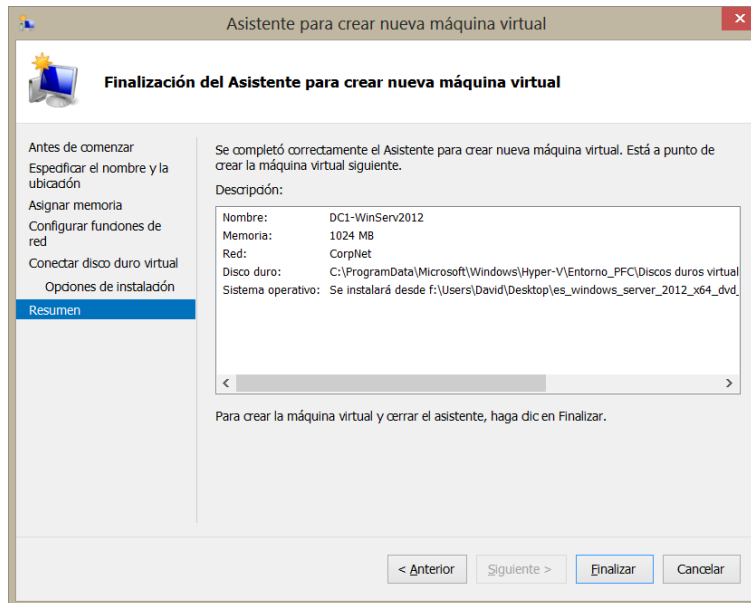 Asistente para crear nueva máquina virtual
Finalización del Asistente para crear nueva máquina virtual
Antes de comenzar
Especificar el nombre y la
ubicación
Asignar memoria
Configurar funciones de
red
Conectar disco duro virtual
Opciones de instalación
Resumen
Se completó correctamente el Asistente para crear nueva máquina virtual. Está a punto de
crear la máquina virtual siguiente.
Descripción:
Nombre: DC1-WinServ2012
Memoria: 1024 MB
Red: CorpNet
Disco duro: C:\ProgramData\Microsoft\Windows\Hyper-V\Entorno_PFC\Discos duros virtual
Sistema operativo: Se instalará desde f:\Users\David\Desktop\es_windows_server_2012_x64_dvd_
Para crear la máquina virtual y cerrar el asistente, haga clic en Finalizar.
< Anterior Siguiente > Finalizar Cancelar